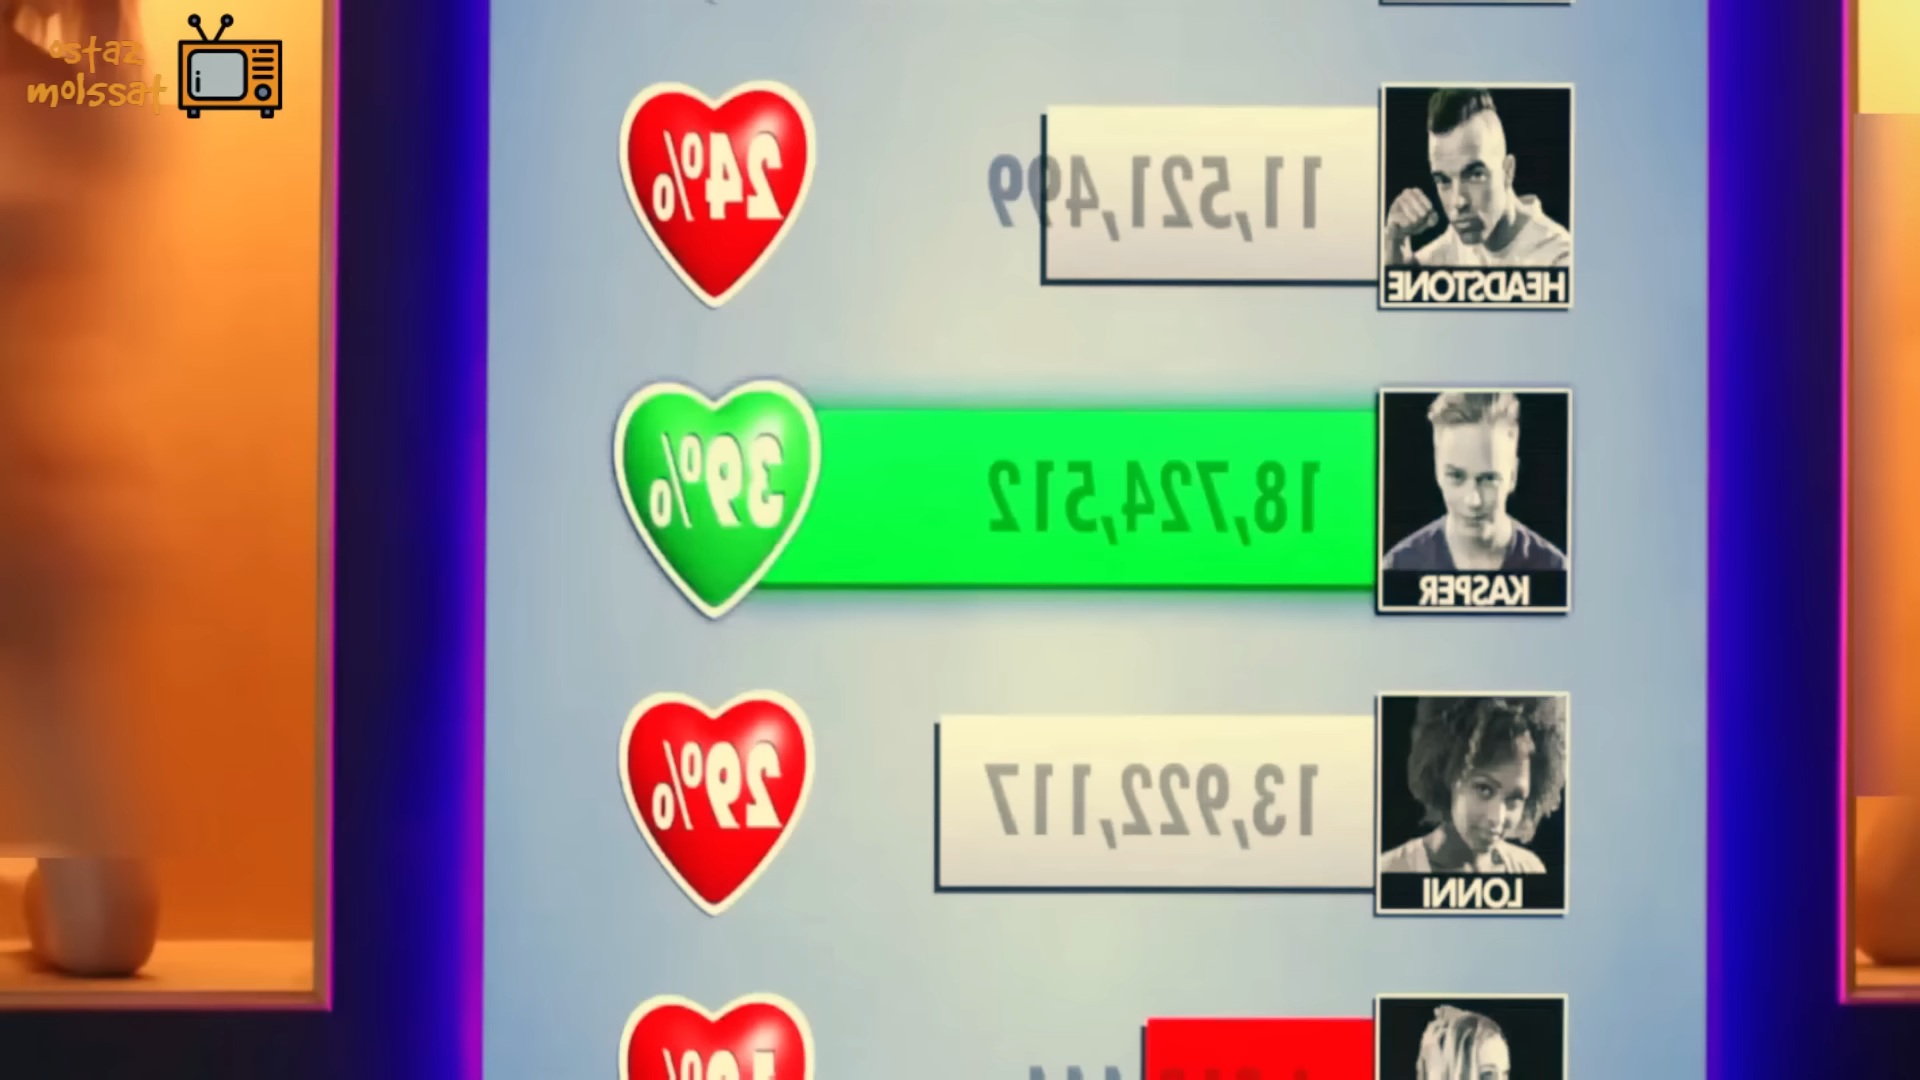 ostaz
molssat
24%
11,521,499
HEADSTONE
39%
18,724,512
KASPER
29%
13,922,117
LONNI